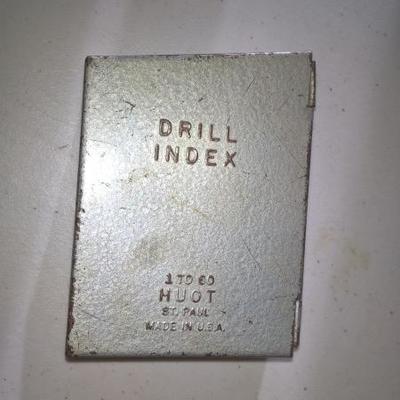 DRILL
INDEX
1 TO 60
HUOT
ST. PAUL
MADE IN U.S.A.